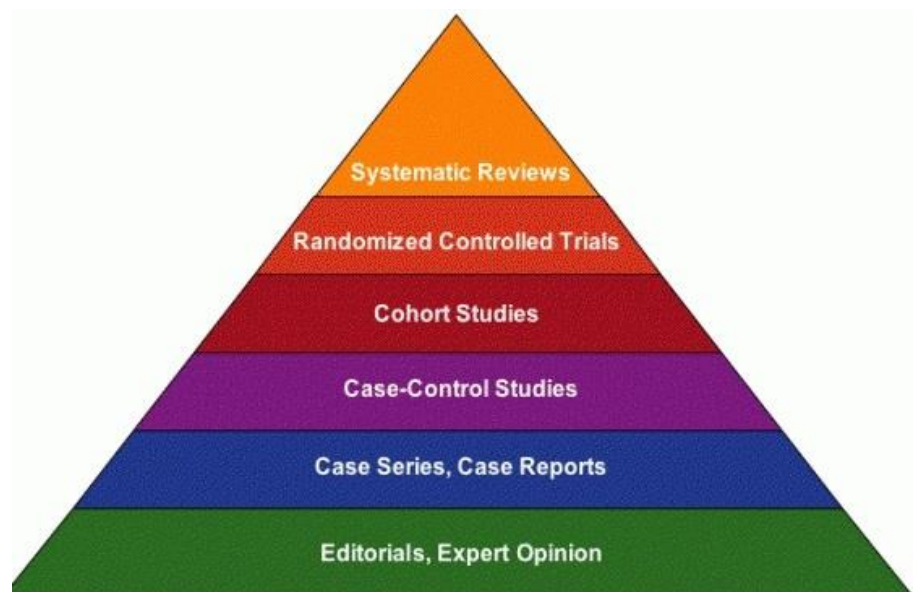 Systematic Reviews
Randomized Controlled Trials
Cohort Studies
Case-Control Studies
Case Series, Case Reports
Editorials, Expert Opinion